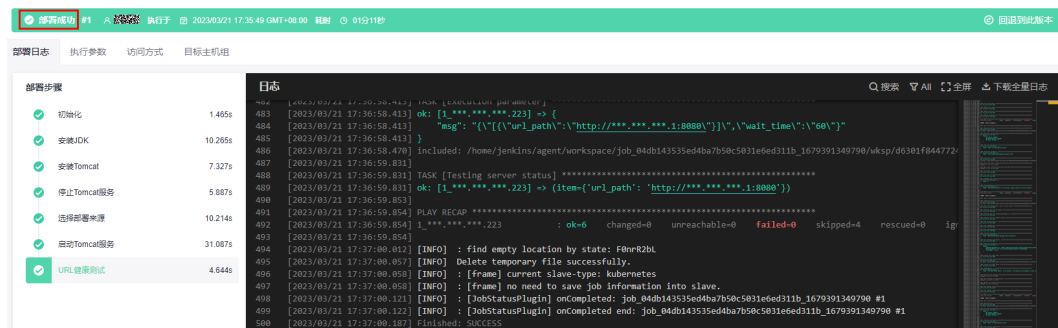 部署成功 #1 执行于 2023/03/21 17:35:49 GMT+08:00 耗时 01分11秒 回退到此版本
部署日志 执行参数 访问方式 目标主机组
部署步骤
初始化 1.465s
安装JDK 10.265s
安装Tomcat 7.327s
停止Tomcat服务 5.887s
选择部署来源 10.214s
启动Tomcat服务 31.087s
URL健康测试 4.644s
日志 搜索 All 全屏 下载全量日志
482 [2023/03/21 17:36:58.413] TASK [Execution parameter]
483 [2023/03/21 17:36:58.413] ok: [1_***.***.***.223] => {
484 [2023/03/21 17:36:58.413] "msg": "{\"[{\"url_path\":\"http://***.***.***.1:8080\"}]\",\"wait_time\":\"60\"}"
485 [2023/03/21 17:36:58.413] }
486 [2023/03/21 17:36:58.470] included: /home/jenkins/agent/workspace/job_04db143535ed4ba7b50c5031e6ed311b_1679391349790/wksp/d6301f8447724
487 [2023/03/21 17:36:59.831]
488 [2023/03/21 17:36:59.831] TASK [Testing server status] **************************************************
489 [2023/03/21 17:36:59.831] ok: [1_***.***.***.223] => (item={'url_path': 'http://***.***.***.1:8080'})
490 [2023/03/21 17:36:59.853]
491 [2023/03/21 17:36:59.854] PLAY RECAP *********************************************************************
492 [2023/03/21 17:36:59.854] 1_***.***.***.223 : ok=6 changed=0 unreachable=0 failed=0 skipped=4 rescued=0 ign
493 [2023/03/21 17:36:59.854]
494 [2023/03/21 17:37:00.012] [INFO] : find empty location by state: F0nrR2bL
495 [2023/03/21 17:37:00.057] [INFO] Delete temporary file successfully.
496 [2023/03/21 17:37:00.058] [INFO] : [frame] current slave-type: kubernetes
497 [2023/03/21 17:37:00.058] [INFO] : [frame] no need to save job information into slave.
498 [2023/03/21 17:37:00.121] [INFO] : [JobStatusPlugin] onCompleted: job_04db143535ed4ba7b50c5031e6ed311b_1679391349790 #1
499 [2023/03/21 17:37:00.122] [INFO] : [JobStatusPlugin] onCompleted end: job_04db143535ed4ba7b50c5031e6ed311b_1679391349790 #1
500 [2023/03/21 17:37:00.187] Finished: SUCCESS